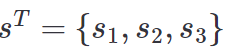 s^T = {s_1, s_2, s_3}